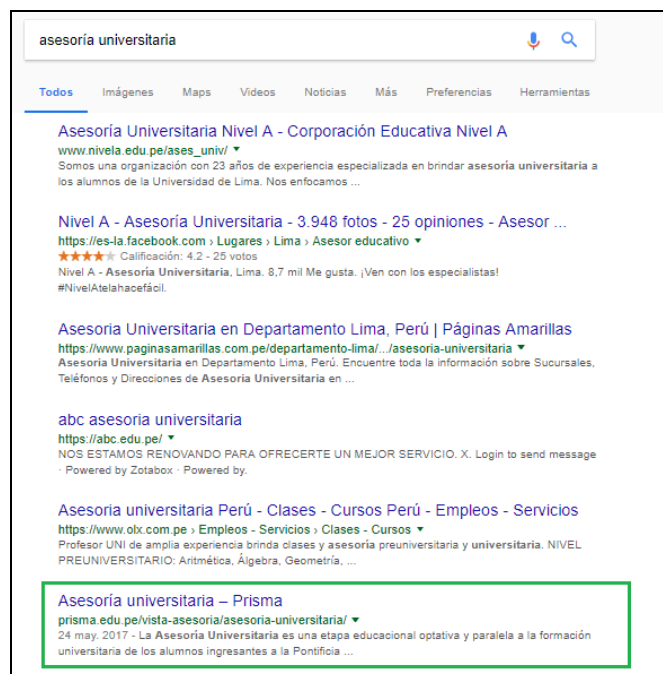 asesoría universitaria
Todos Imágenes Maps Videos Noticias Más Preferencias Herramientas
Asesoría Universitaria Nivel A - Corporación Educativa Nivel A
www.nivela.edu.pe/ases_univ/
Somos una organización con 23 años de experiencia especializada en brindar asesoría universitaria a
los alumnos de la Universidad de Lima. Nos enfocamos ...
Nivel A - Asesoría Universitaria - 3.948 fotos - 25 opiniones - Asesor ...
https://es-la.facebook.com › Lugares › Lima › Asesor educativo
Calificación: 4.2 - 25 votos
Nivel A - Asesoría Universitaria, Lima. 8,7 mil Me gusta. ¡Ven con los especialistas!
#NivelAtelahacefácil.
Asesoria Universitaria en Departamento Lima, Perú | Páginas Amarillas
https://www.paginasamarillas.com.pe/departamento-lima/.../asesoria-universitaria
Asesoria Universitaria en Departamento Lima, Perú. Encuentre toda la información sobre Sucursales,
Teléfonos y Direcciones de Asesoria Universitaria en ...
abc asesoria universitaria
https://abc.edu.pe/
NOS ESTAMOS RENOVANDO PARA OFRECERTE UN MEJOR SERVICIO. X. Login to send message
· Powered by Zotabox · Powered by.
Asesoria universitaria Perú - Clases - Cursos Perú - Empleos - Servicios
https://www.olx.com.pe › Empleos - Servicios › Clases - Cursos
Profesor UNI de amplia experiencia brinda clases y asesoría preuniversitaria y universitaria. NIVEL
PREUNIVERSITARIO: Aritmética, Álgebra, Geometría, ...
Asesoría universitaria – Prisma
prisma.edu.pe/vista-asesoria/asesoria-universitaria/
24 may. 2017 - La Asesoría Universitaria es una etapa educacional optativa y paralela a la formación
universitaria de los alumnos ingresantes a la Pontificia ...